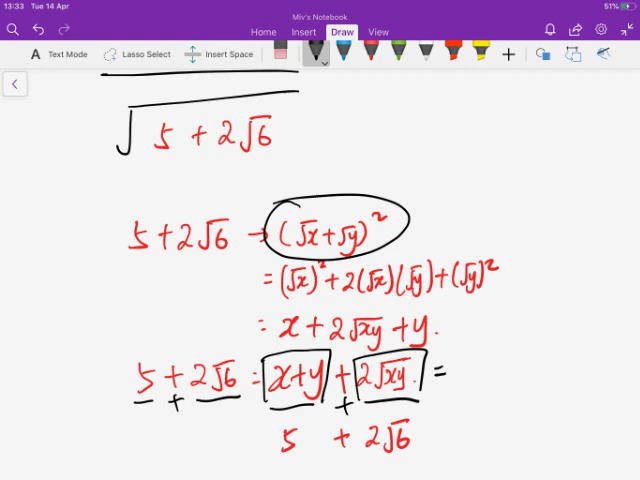 13:33 Tue 14 Apr
51%
Miv's Notebook
Home Insert Draw View
A Text Mode Lasso Select Insert Space
√(5 + 2√6)
5 + 2√6 → (√x + √y)²
= (√x)² + 2(√x)(√y) + (√y)²
= x + 2√xy + y.
5 + 2√6 = x+y + 2√xy. =
+ +
5 + 2√6